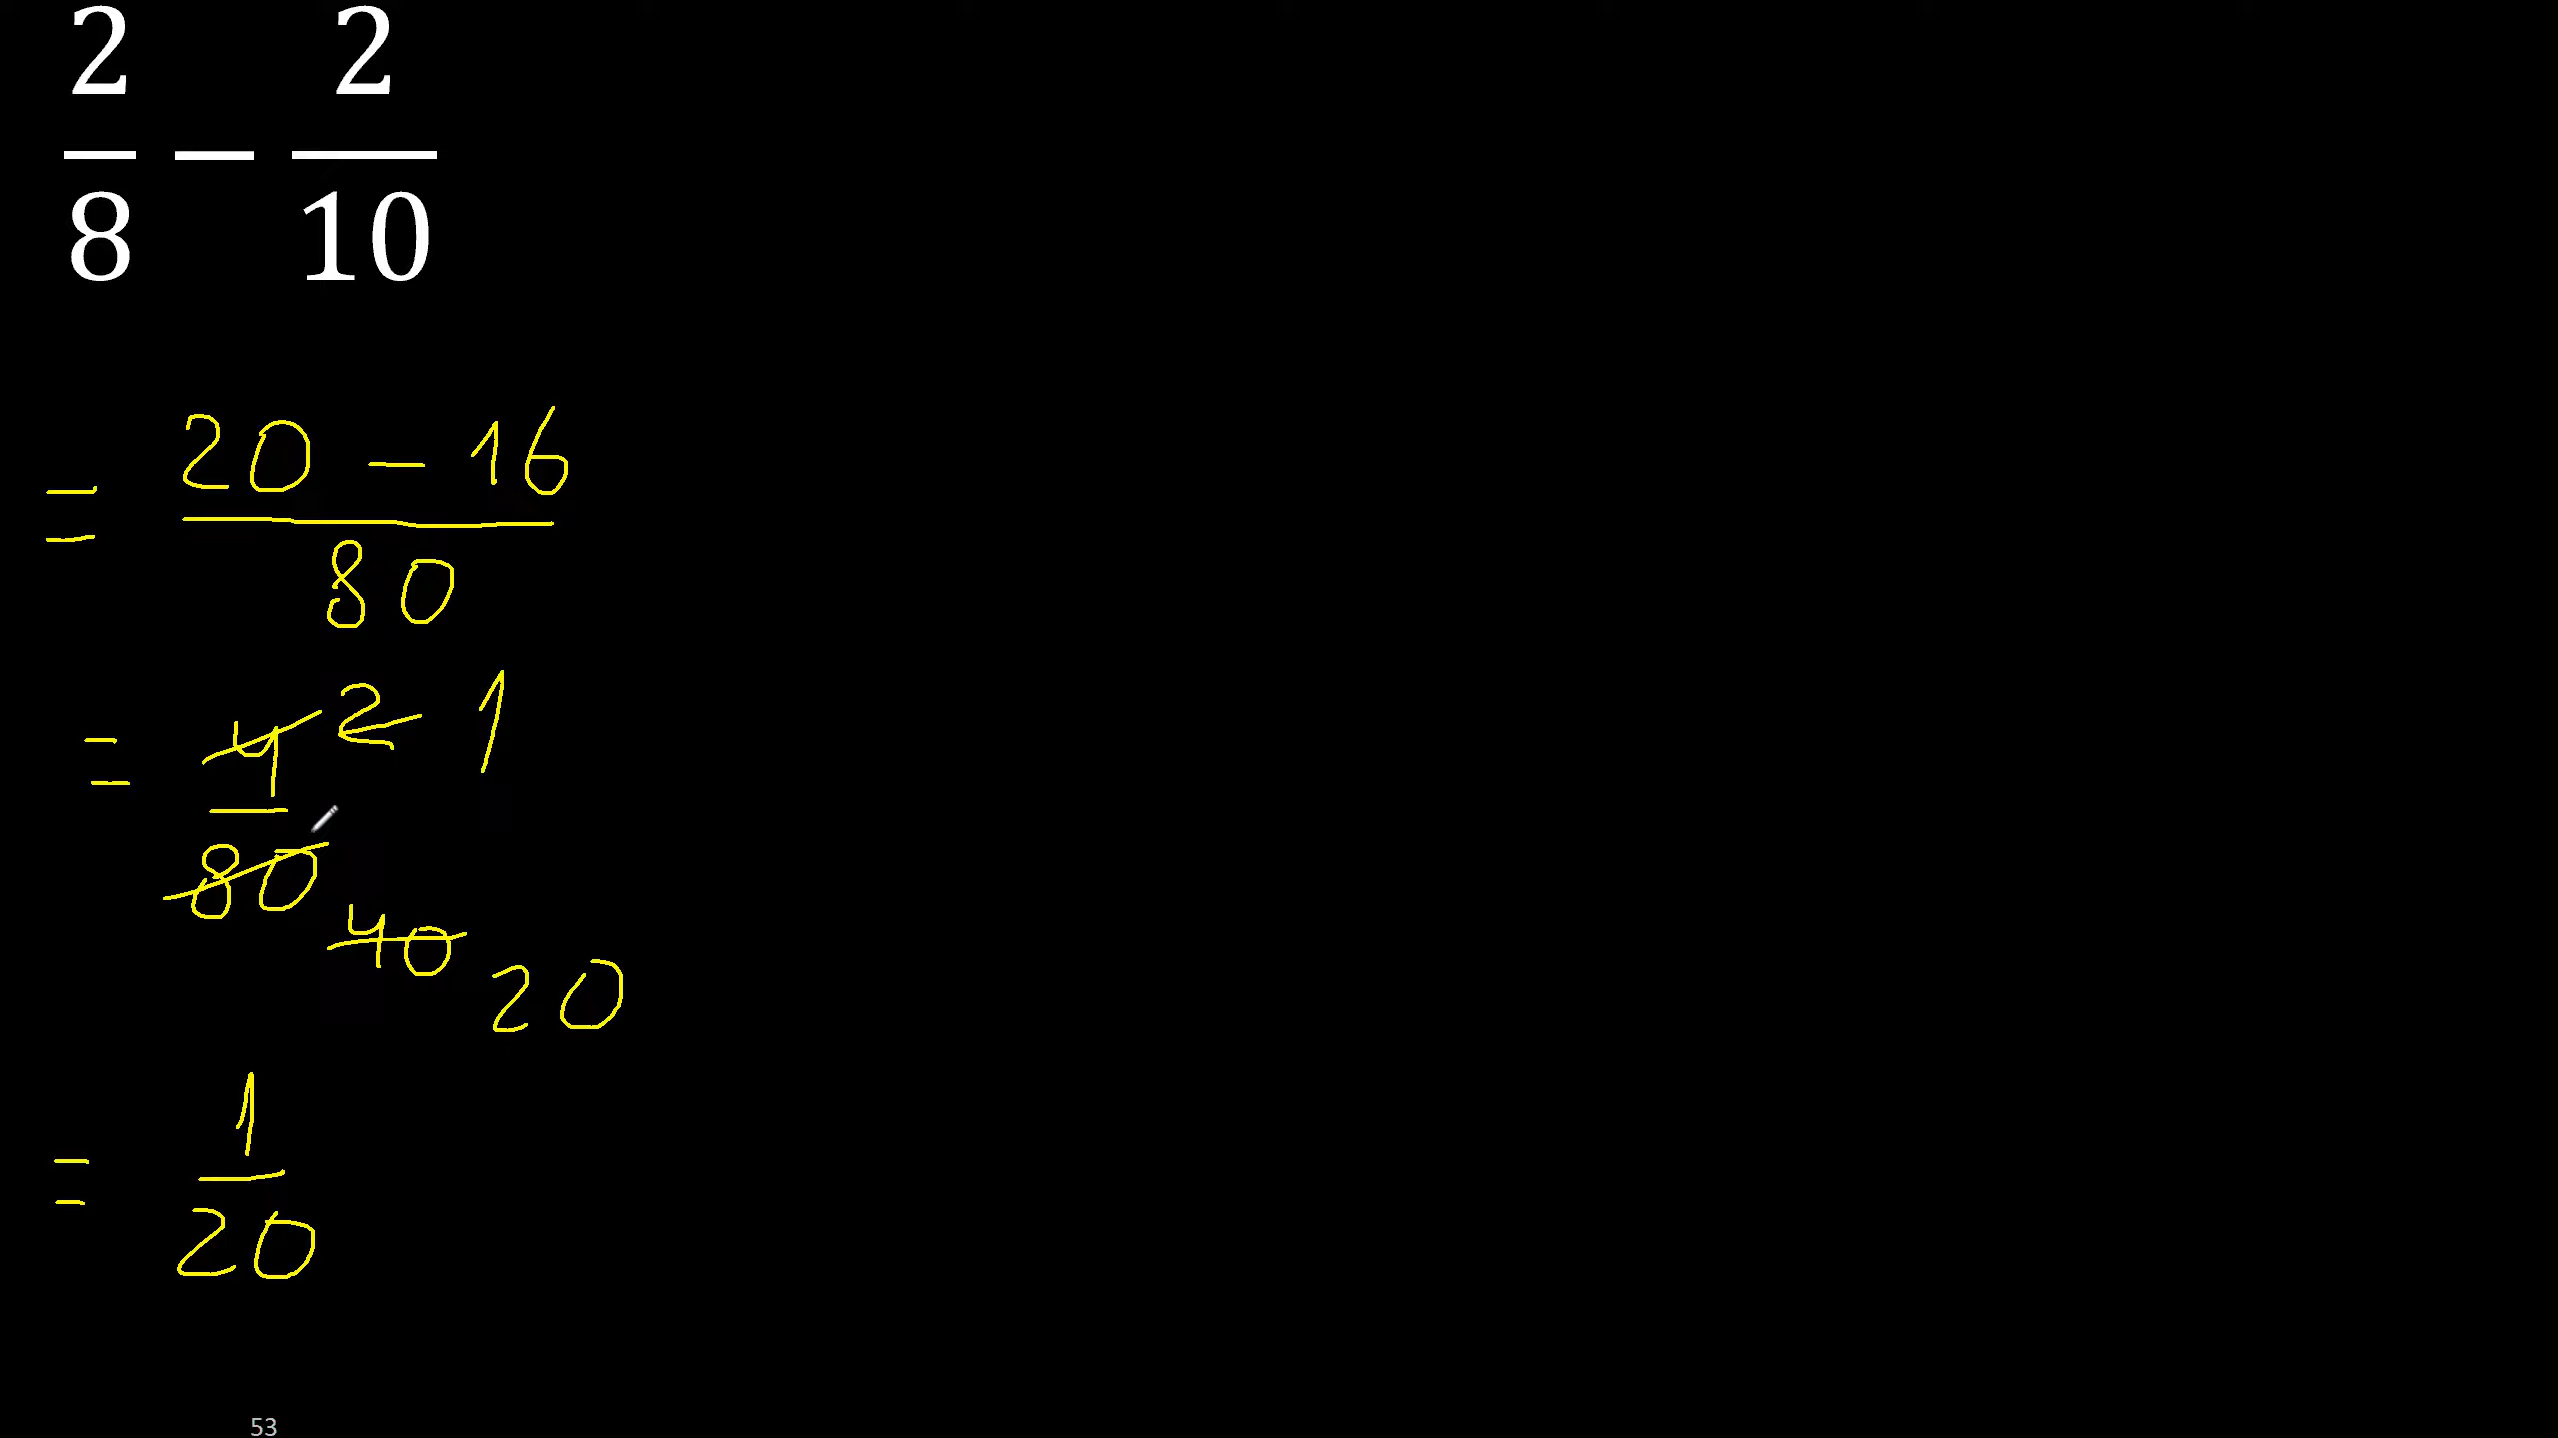 2/8 − 2/10
= (20 − 16)/80
= 4/80 2/40 1/20
= 1/20
53